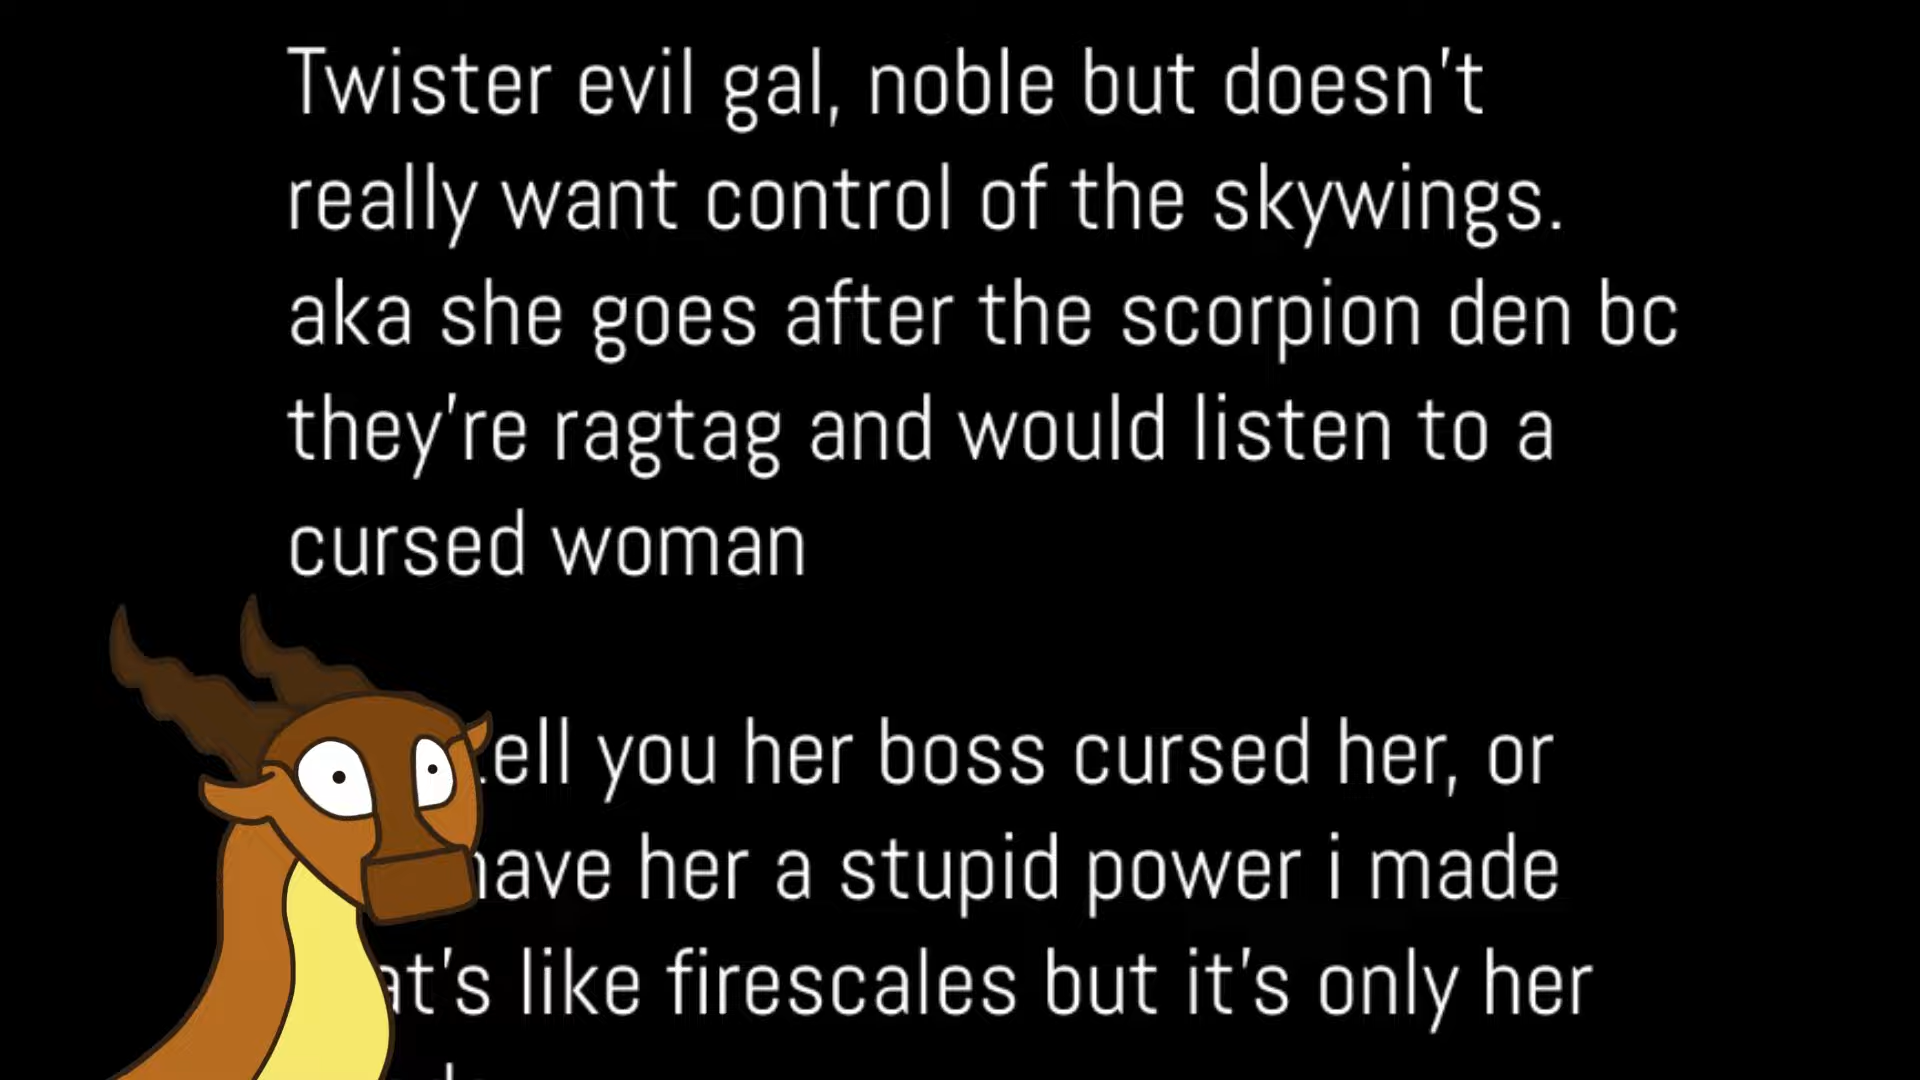 Twister evil gal, noble but doesn't
really want control of the skywings.
aka she goes after the scorpion den bc
they're ragtag and would listen to a
cursed woman
you her boss cursed her, or
her a stupid power i made
like firescales but it's only her